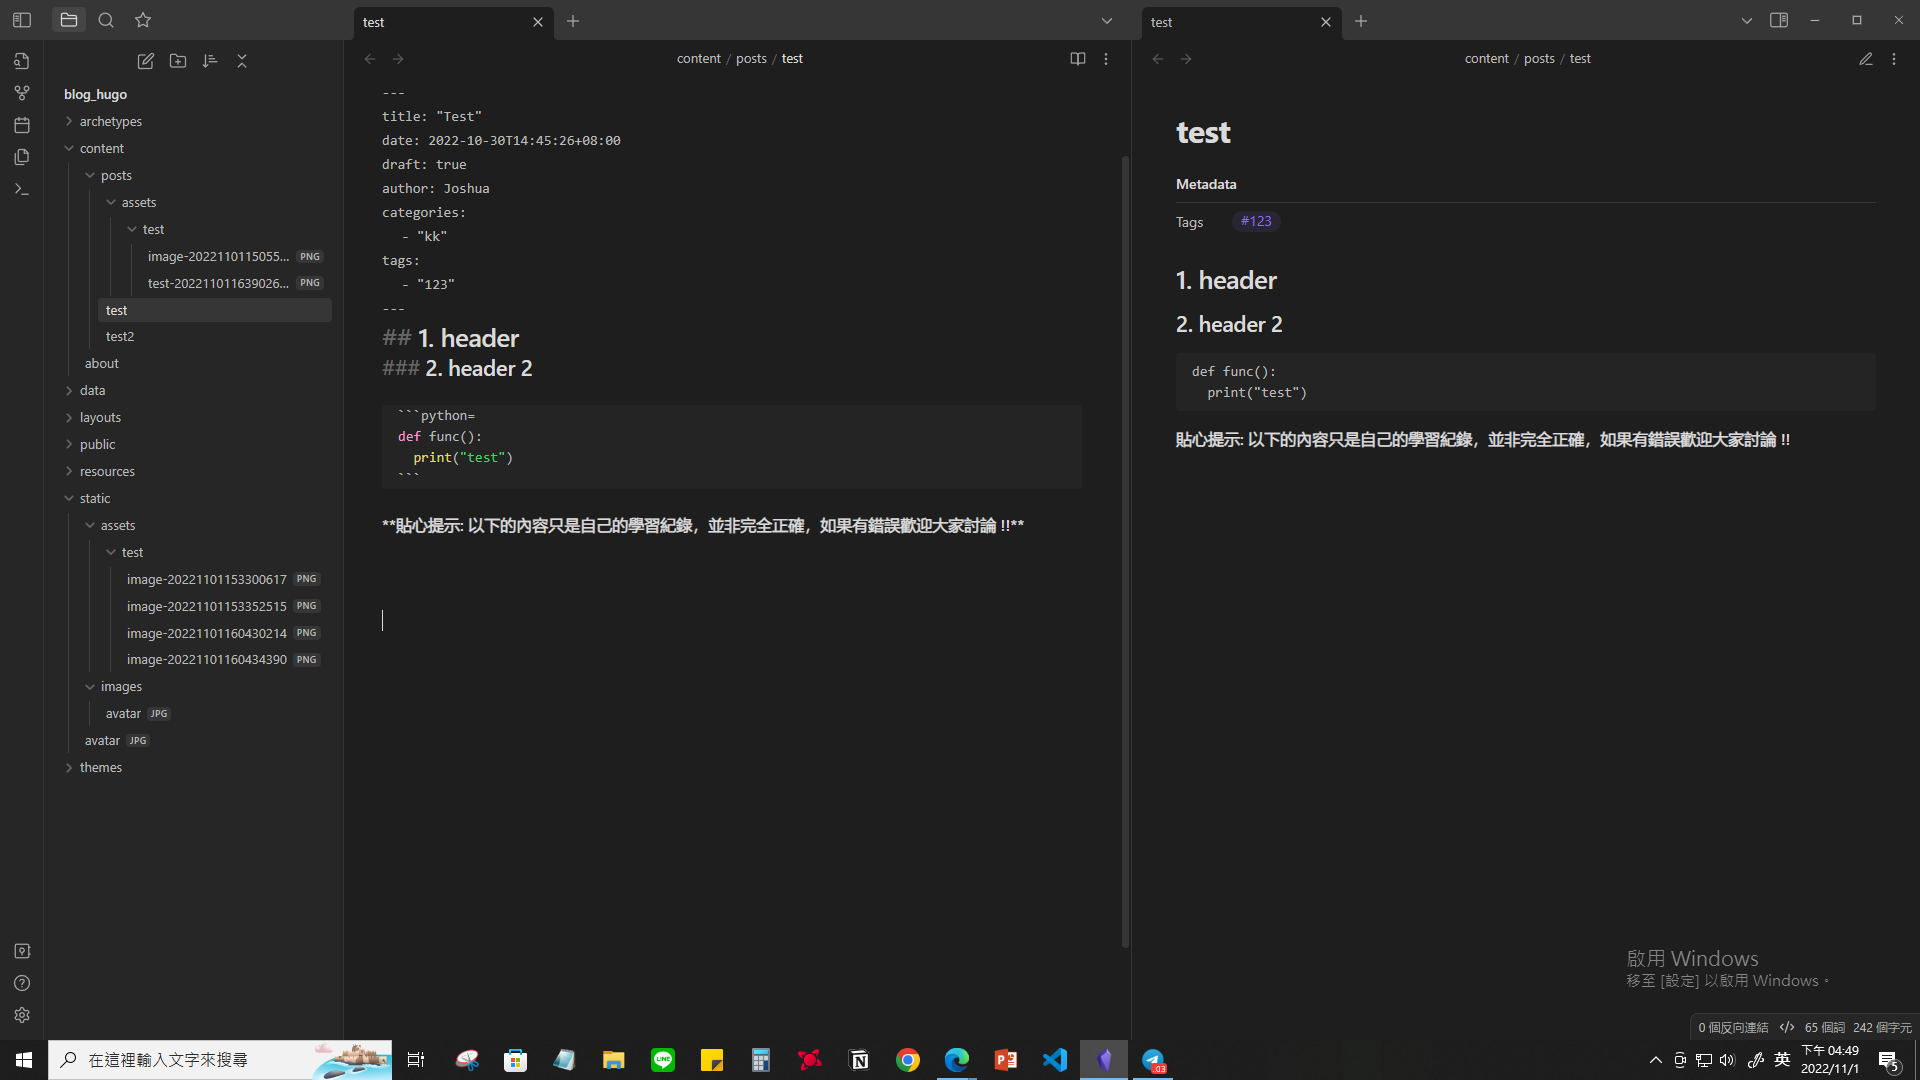 test
test
content / posts / test
content / posts / test
blog_hugo
archetypes
content
posts
assets
test
image-2022110115055... PNG
test-202211011639026... PNG
test
test2
about
data
layouts
public
resources
static
assets
test
image-20221101153300617 PNG
image-20221101153352515 PNG
image-20221101160430214 PNG
image-20221101160434390 PNG
images
avatar JPG
avatar JPG
themes
---
title: "Test"
date: 2022-10-30T14:45:26+08:00
draft: true
author: Joshua
categories:
- "kk"
tags:
- "123"
---
## 1. header
### 2. header 2
```python=
def func():
print("test")
```
**貼心提示: 以下的內容只是自己的學習紀錄，並非完全正確，如果有錯誤歡迎大家討論 !!**
test
Metadata
Tags #123
1. header
2. header 2
def func():
print("test")
貼心提示: 以下的內容只是自己的學習紀錄，並非完全正確，如果有錯誤歡迎大家討論 !!
啟用 Windows
移至 [設定] 以啟用 Windows。
0 個反向連結 65 個詞 242 個字元
在這裡輸入文字來搜尋
LINE
.03
英
下午 04:49
2022/11/1
5